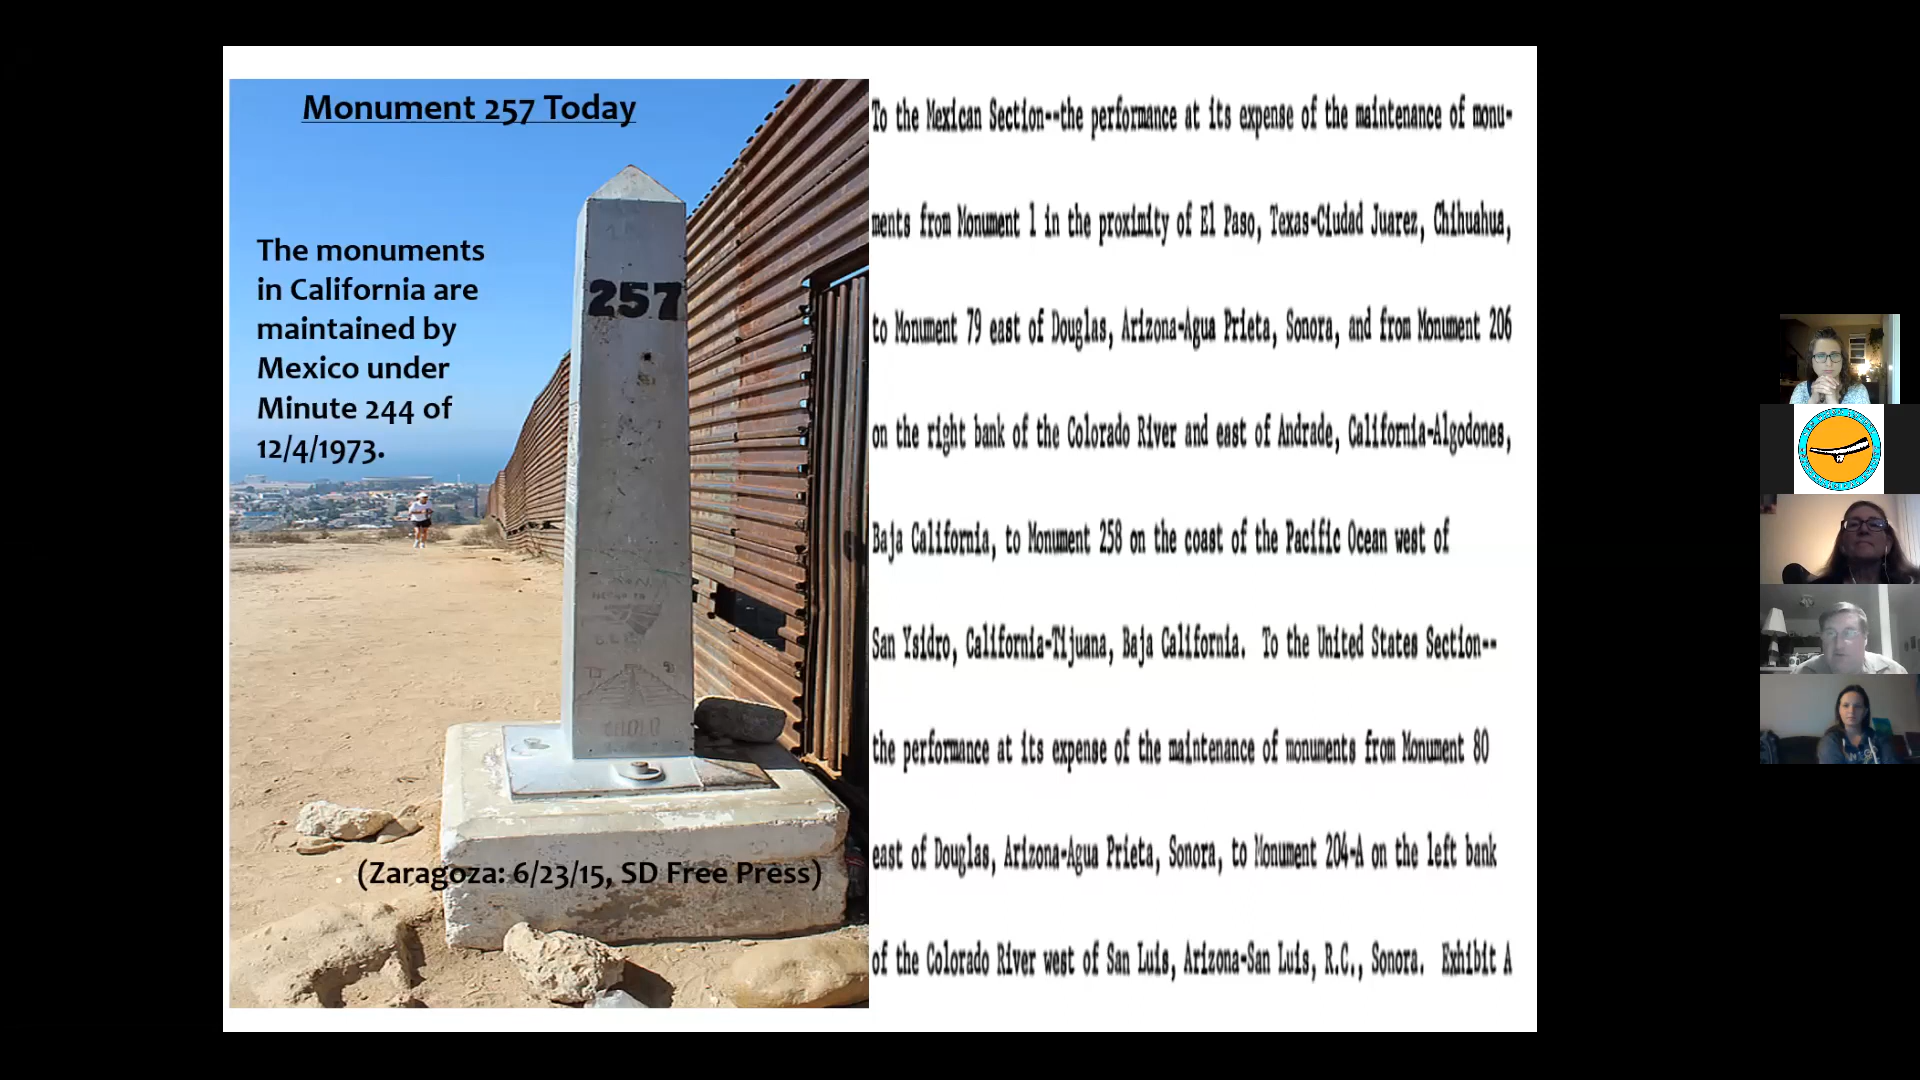 Monument 257 Today
The monuments
in California are
maintained by
Mexico under
Minute 244 of
12/4/1973.
257
(Zaragoza: 6/23/15, SD Free Press)
To the Mexican Section--the performance at its expense of the maintenance of monu-
ments from Monument 1 in the proximity of El Paso, Texas-Ciudad Juarez, Chihuahua,
to Monument 79 east of Douglas, Arizona-Agua Prieta, Sonora, and from Monument 206
on the right bank of the Colorado River and east of Andrade, California-Algodones,
Baja California, to Monument 258 on the coast of the Pacific Ocean west of
San Ysidro, California-Tijuana, Baja California. To the United States Section--
the performance at its expense of the maintenance of monuments from Monument 80
east of Douglas, Arizona-Agua Prieta, Sonora, to Monument 204-A on the left bank
of the Colorado River west of San Luis, Arizona-San Luis, R.C., Sonora. Exhibit A